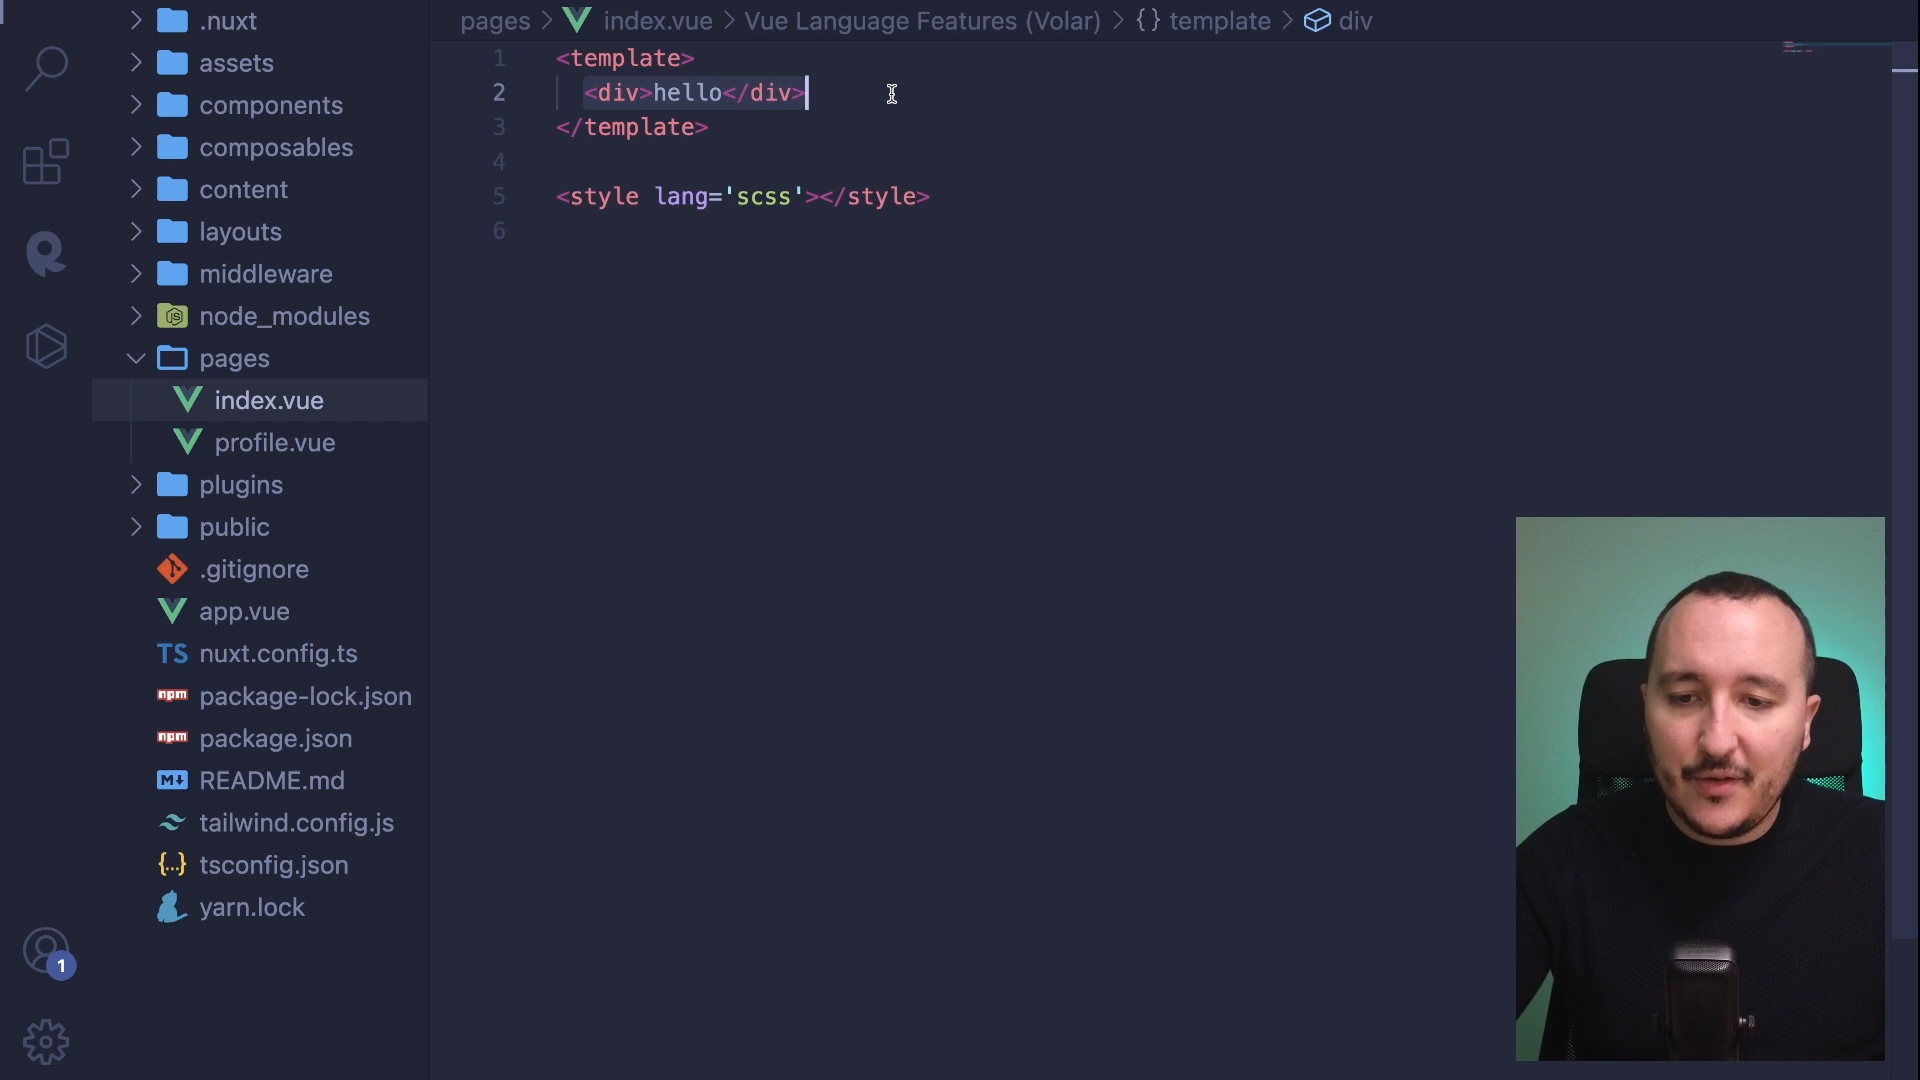 pages > index.vue > Vue Language Features (Volar) > {} template > div
.nuxt
assets
components
composables
content
layouts
middleware
node_modules
pages
index.vue
profile.vue
plugins
public
.gitignore
app.vue
TS nuxt.config.ts
npm package-lock.json
npm package.json
M README.md
tailwind.config.js
{...} tsconfig.json
yarn.lock
1
1 <template>
2 <div>hello</div>
3 </template>
4
5 <style lang='scss'></style>
6